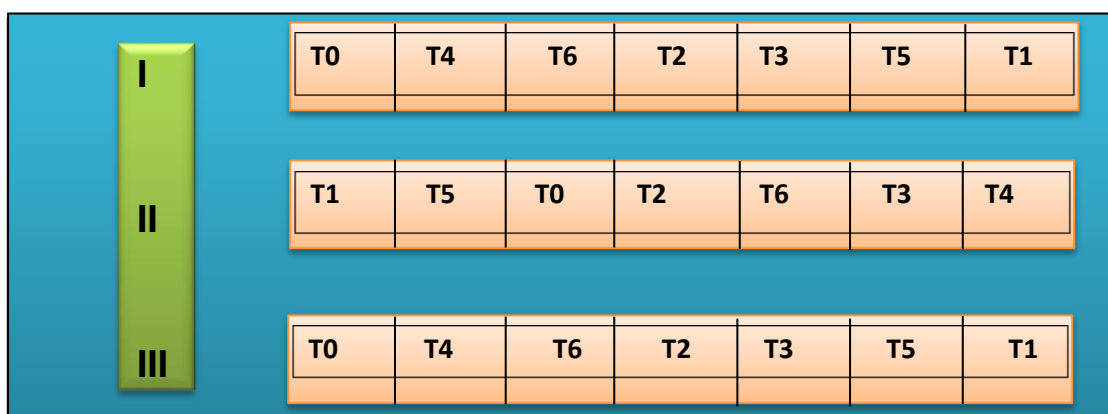 I T0 T4 T6 T2 T3 T5 T1
II T1 T5 T0 T2 T6 T3 T4
III T0 T4 T6 T2 T3 T5 T1